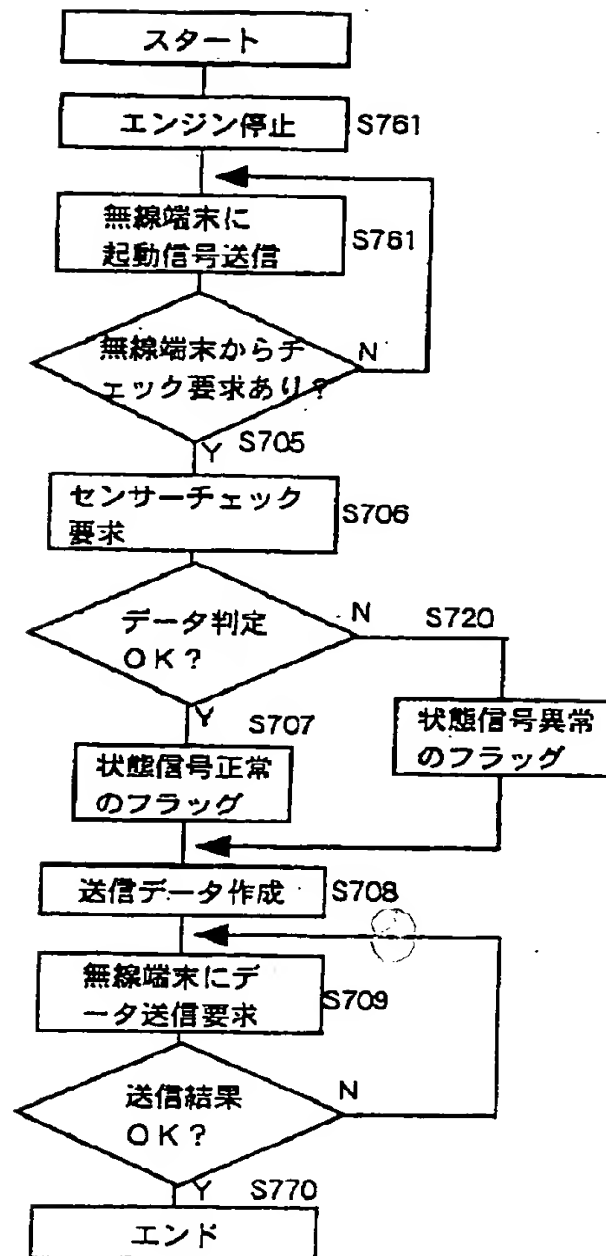 スタート
エンジン停止
S761
無線端末に
起動信号送信
S761
無線端末からチ
ェック要求あり?
N
Y
S705
センサーチェック
要求
S706
データ判定
OK?
N
S720
Y
S707
状態信号異常
のフラッグ
状態信号正常
のフラッグ
送信データ作成
S708
無線端末にデ
ータ送信要求
S709
送信結果
OK?
N
Y
S770
エンド